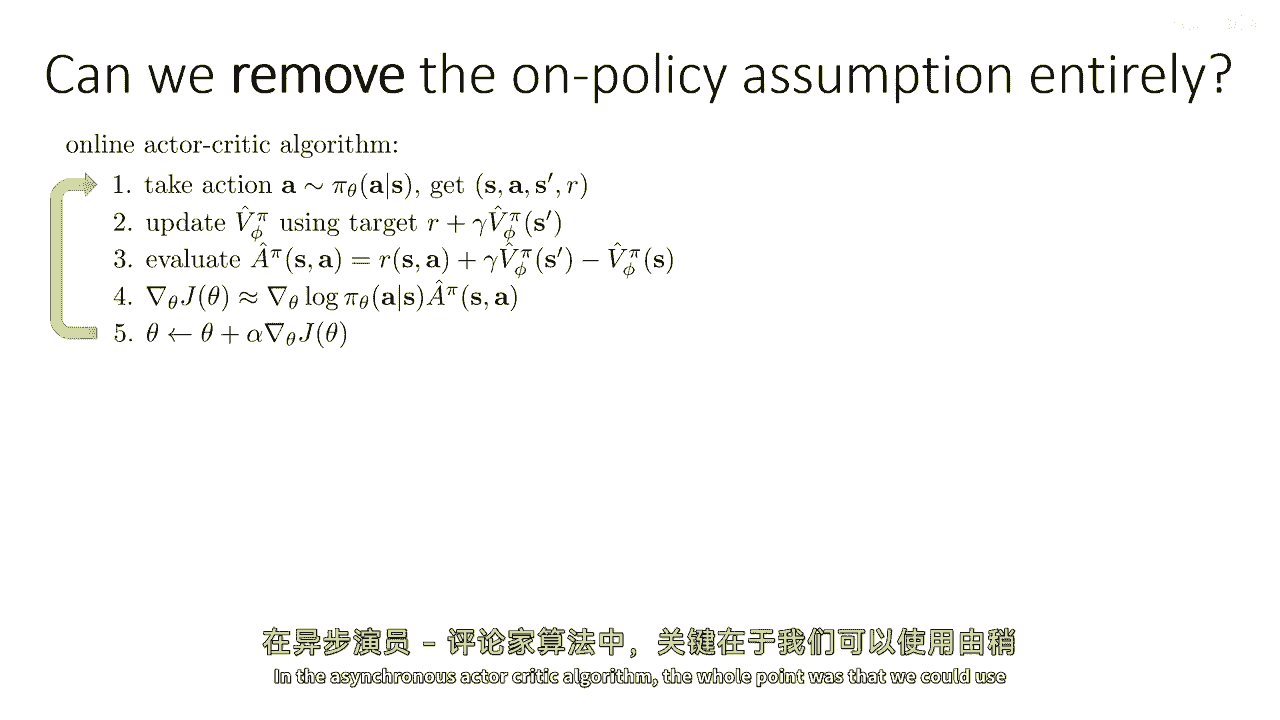 Can we remove the on-policy assumption entirely?
online actor-critic algorithm:
1. take action $\mathbf{a} \sim \pi_\theta(\mathbf{a}|\mathbf{s})$, get $(\mathbf{s}, \mathbf{a}, \mathbf{s}', r)$
2. update $\hat{V}_\phi^\pi$ using target $r + \gamma \hat{V}_\phi^\pi(\mathbf{s}')$
3. evaluate $\hat{A}^\pi(\mathbf{s}, \mathbf{a}) = r(\mathbf{s}, \mathbf{a}) + \gamma \hat{V}_\phi^\pi(\mathbf{s}') - \hat{V}_\phi^\pi(\mathbf{s})$
4. $\nabla_\theta J(\theta) \approx \nabla_\theta \log \pi_\theta(\mathbf{a}|\mathbf{s}) \hat{A}^\pi(\mathbf{s}, \mathbf{a})$
5. $\theta \leftarrow \theta + \alpha \nabla_\theta J(\theta)$
在异步演员 – 评论家算法中，关键在于我们可以使用由稍
In the asynchronous actor critic algorithm, the whole point was that we could use